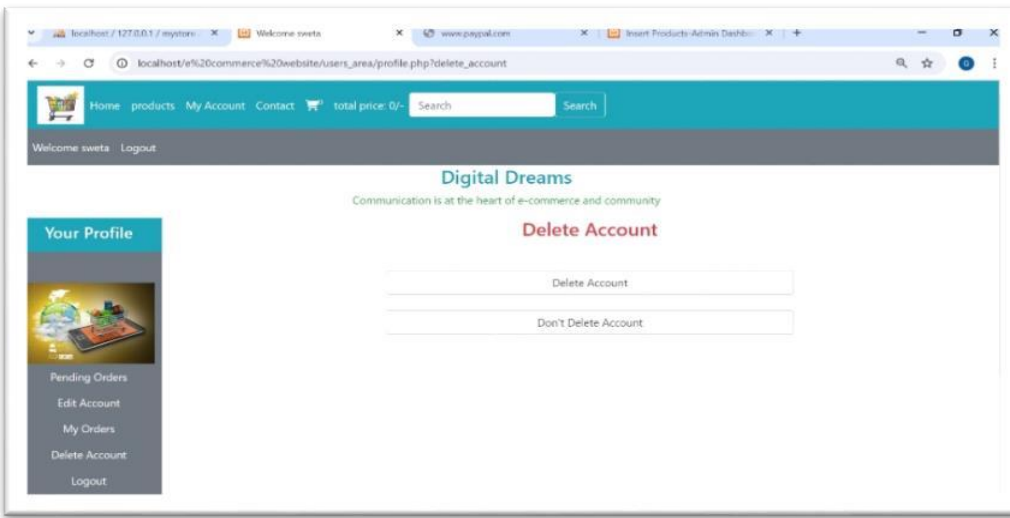 localhost / 127.0.0.1 / mystore
Welcome sweta
www.paypal.com
Insert Products-Admin Dashbo
localhost/e%20commerce%20website/users_area/profile.php?delete_account
Home products My Account Contact total price: 0/- Search Search
Welcome sweta Logout
Digital Dreams
Communication is at the heart of e-commerce and community
Your Profile
Delete Account
Delete Account
Don't Delete Account
Pending Orders
Edit Account
My Orders
Delete Account
Logout